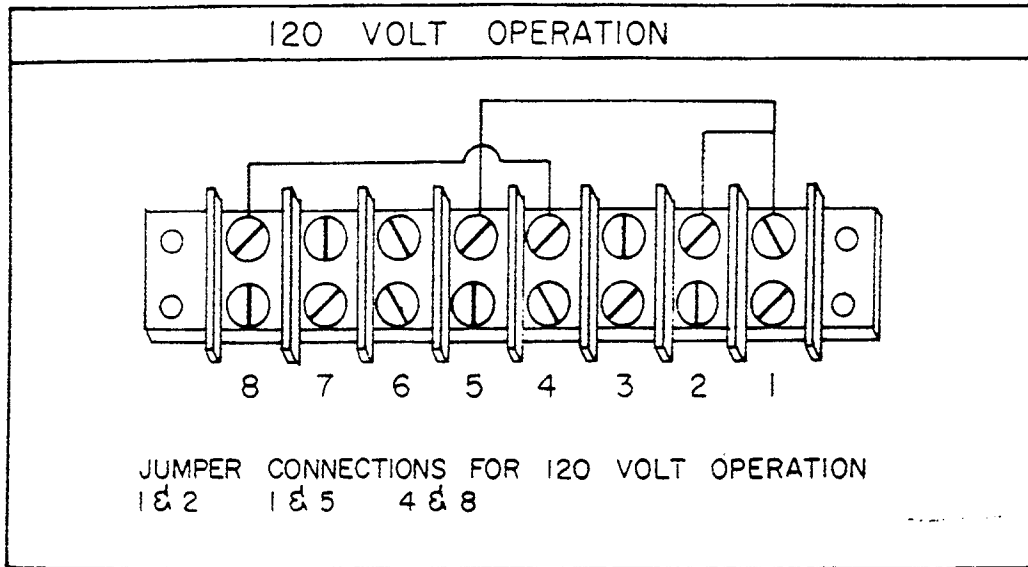 120 VOLT OPERATION
8 7 6 5 4 3 2 1
JUMPER CONNECTIONS FOR 120 VOLT OPERATION
1 & 2 1 & 5 4 & 8